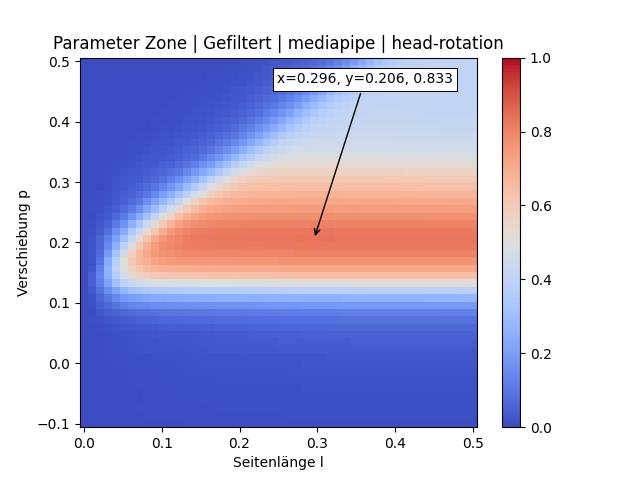 Parameter Zone | Gefiltert | mediapipe | head-rotation
x=0.296, y=0.206, 0.833
Verschiebung p
0.5
0.4
0.3
0.2
0.1
0.0
−0.1
0.0 0.1 0.2 0.3 0.4 0.5
Seitenlänge l
1.0
0.8
0.6
0.4
0.2
0.0